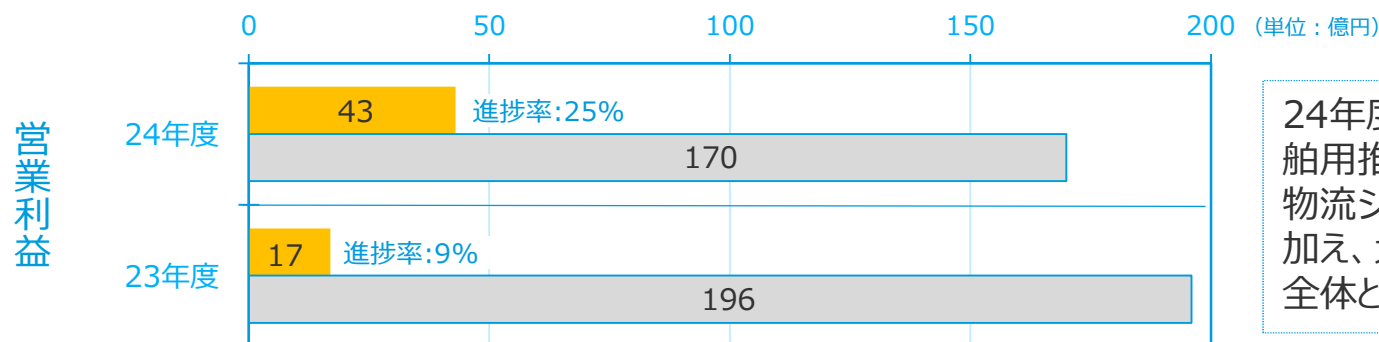 0 50 100 150 200 (単位：億円)
営業利益
24年度
43 進捗率:25%
170
23年度
17 進捗率:9%
196
24年
舶用推
物流シ
加え、
全体と